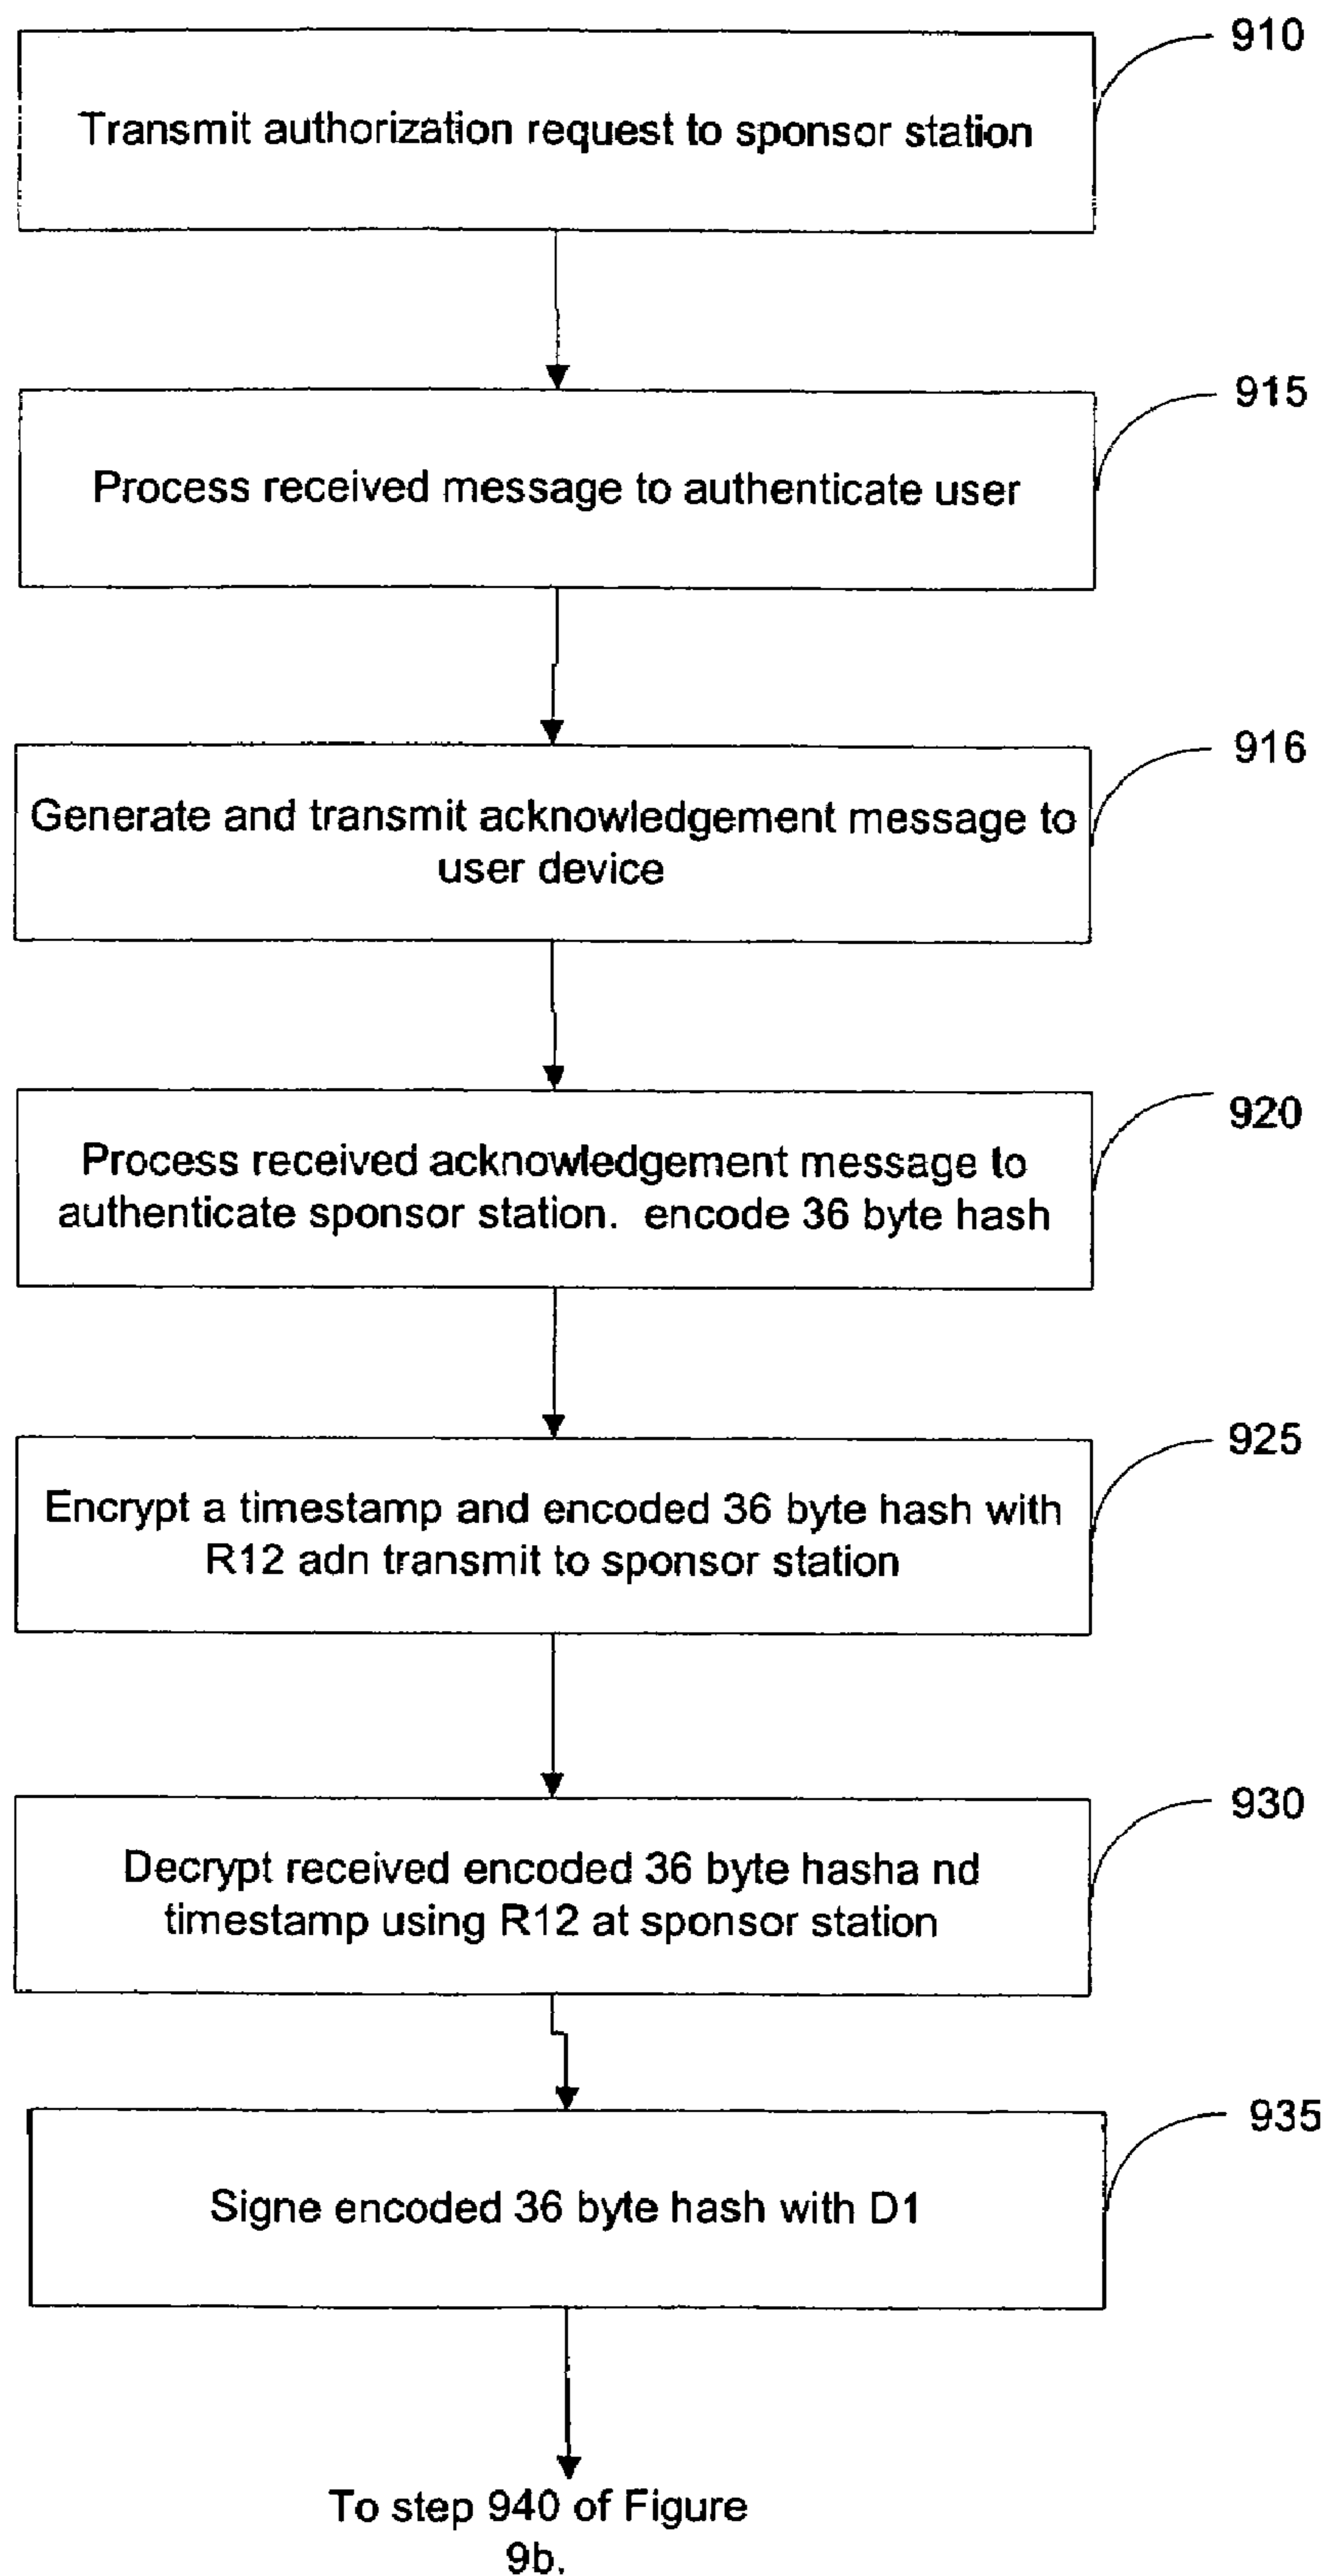 910
Transmit authorization request to sponsor station
915
Process received message to authenticate user
916
Generate and transmit acknowledgement message to
user device
920
Process received acknowledgement message to
authenticate sponsor station. encode 36 byte hash
925
Encrypt a timestamp and encoded 36 byte hash with
R12 adn transmit to sponsor station
930
Decrypt received encoded 36 byte hasha nd
timestamp using R12 at sponsor station
935
Signe encoded 36 byte hash with D1
To step 940 of Figure
9b.